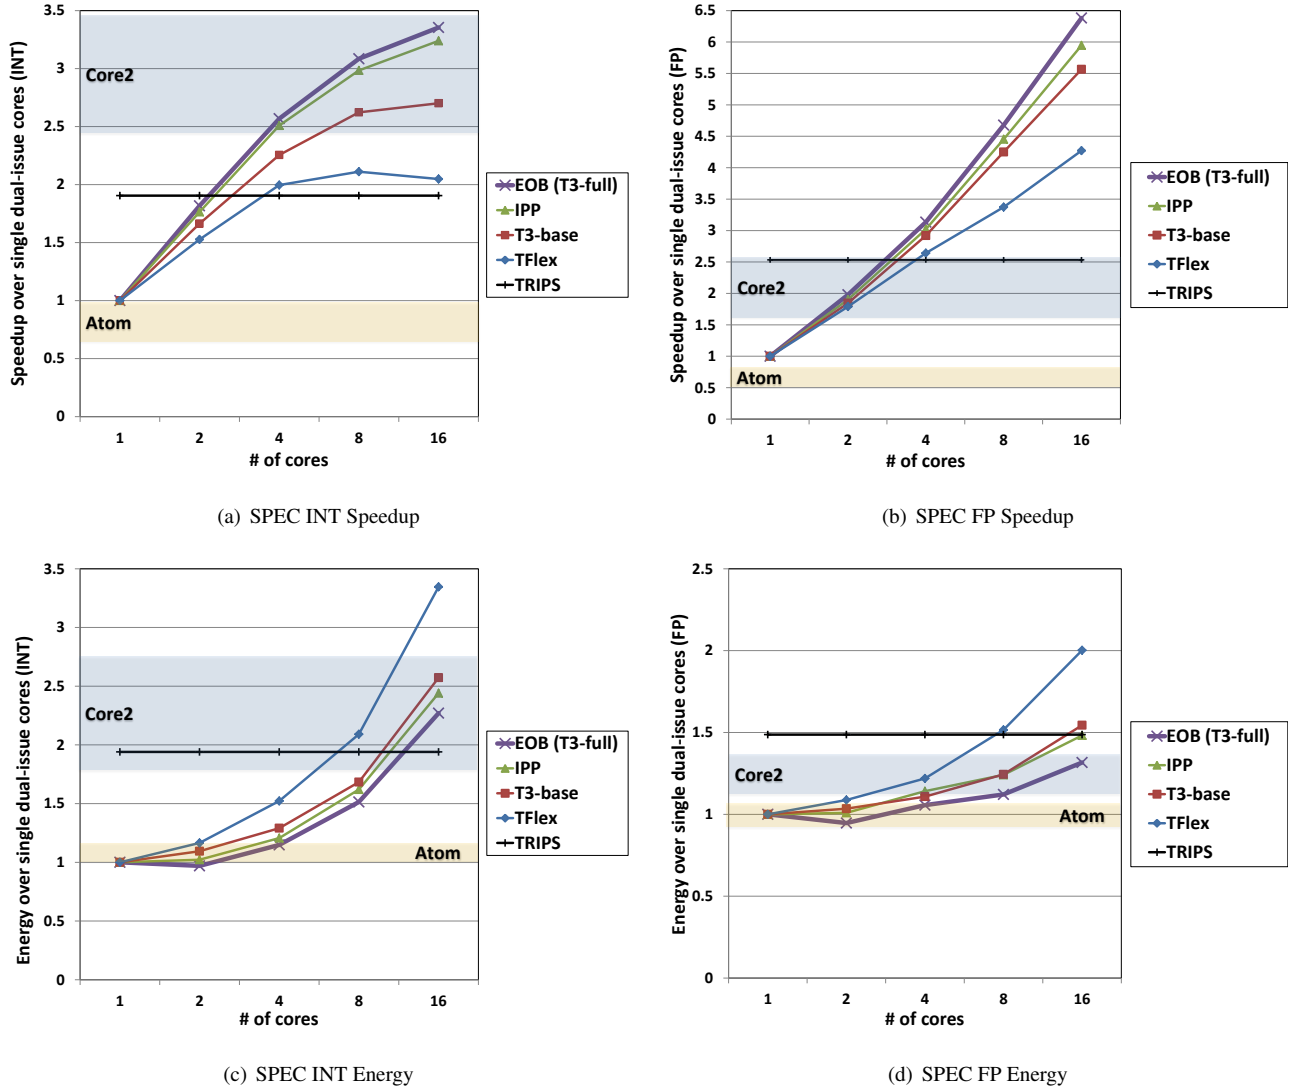 3.5
3
2.5
2
1.5
1
0.5
0
Speedup over single dual-issue cores (INT)
Core2
Atom
1 2 4 8 16
# of cores
EOB (T3-full)
IPP
T3-base
TFlex
TRIPS
(a) SPEC INT Speedup
6.5
6
5.5
5
4.5
4
3.5
3
2.5
2
1.5
1
0.5
0
Speedup over single dual-issue cores (FP)
Core2
Atom
1 2 4 8 16
# of cores
EOB (T3-full)
IPP
T3-base
TFlex
TRIPS
(b) SPEC FP Speedup
3.5
3
2.5
2
1.5
1
0.5
0
Energy over single dual-issue cores (INT)
Core2
Atom
1 2 4 8 16
# of cores
EOB (T3-full)
IPP
T3-base
TFlex
TRIPS
(c) SPEC INT Energy
2.5
2
1.5
1
0.5
0
Energy over single dual-issue cores (FP)
Core2
Atom
1 2 4 8 16
# of cores
EOB (T3-full)
IPP
T3-base
TFlex
TRIPS
(d) SPEC FP Energy